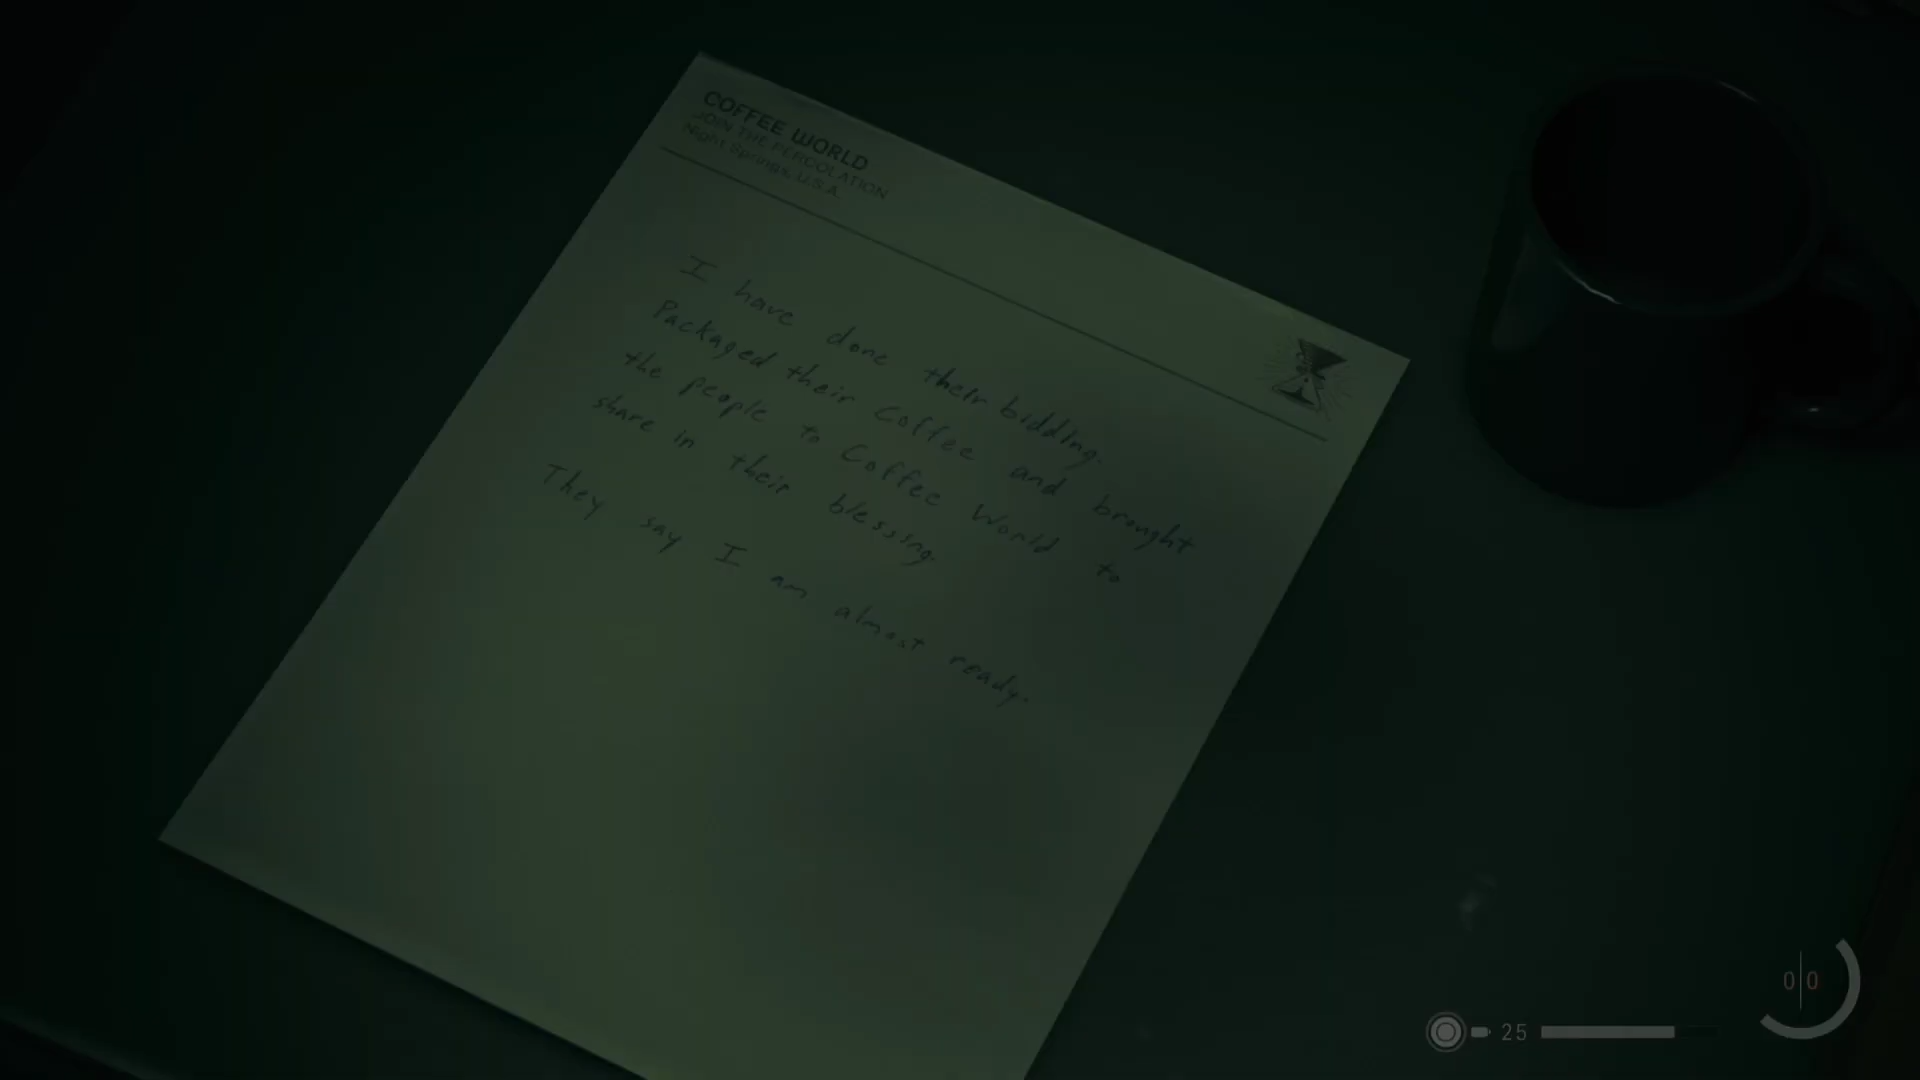 COFFEE WORLD
JOIN THE PERCOLATION
Night Springs, U.S.A.
I have done their bidding.
Packaged their Coffee and brought
the people to Coffee World to
share in their blessing.
They say I am almost ready.
25
0|0